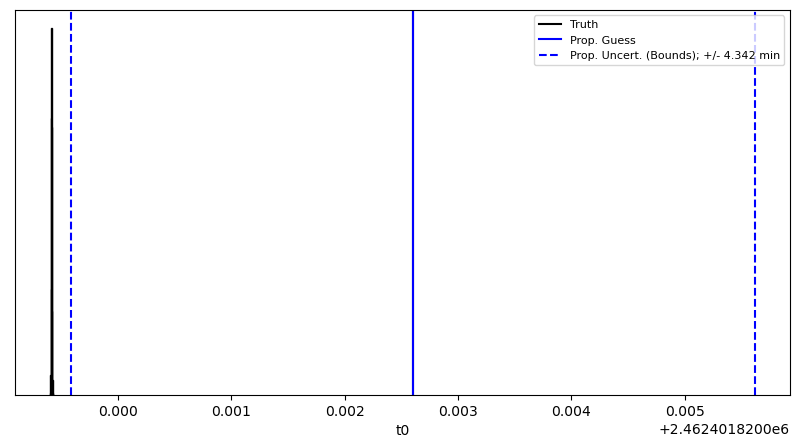 Truth
Prop. Guess
Prop. Uncert. (Bounds); +/- 4.342 min
0.000 0.001 0.002 0.003 0.004 0.005
t0
+2.4624018200e6